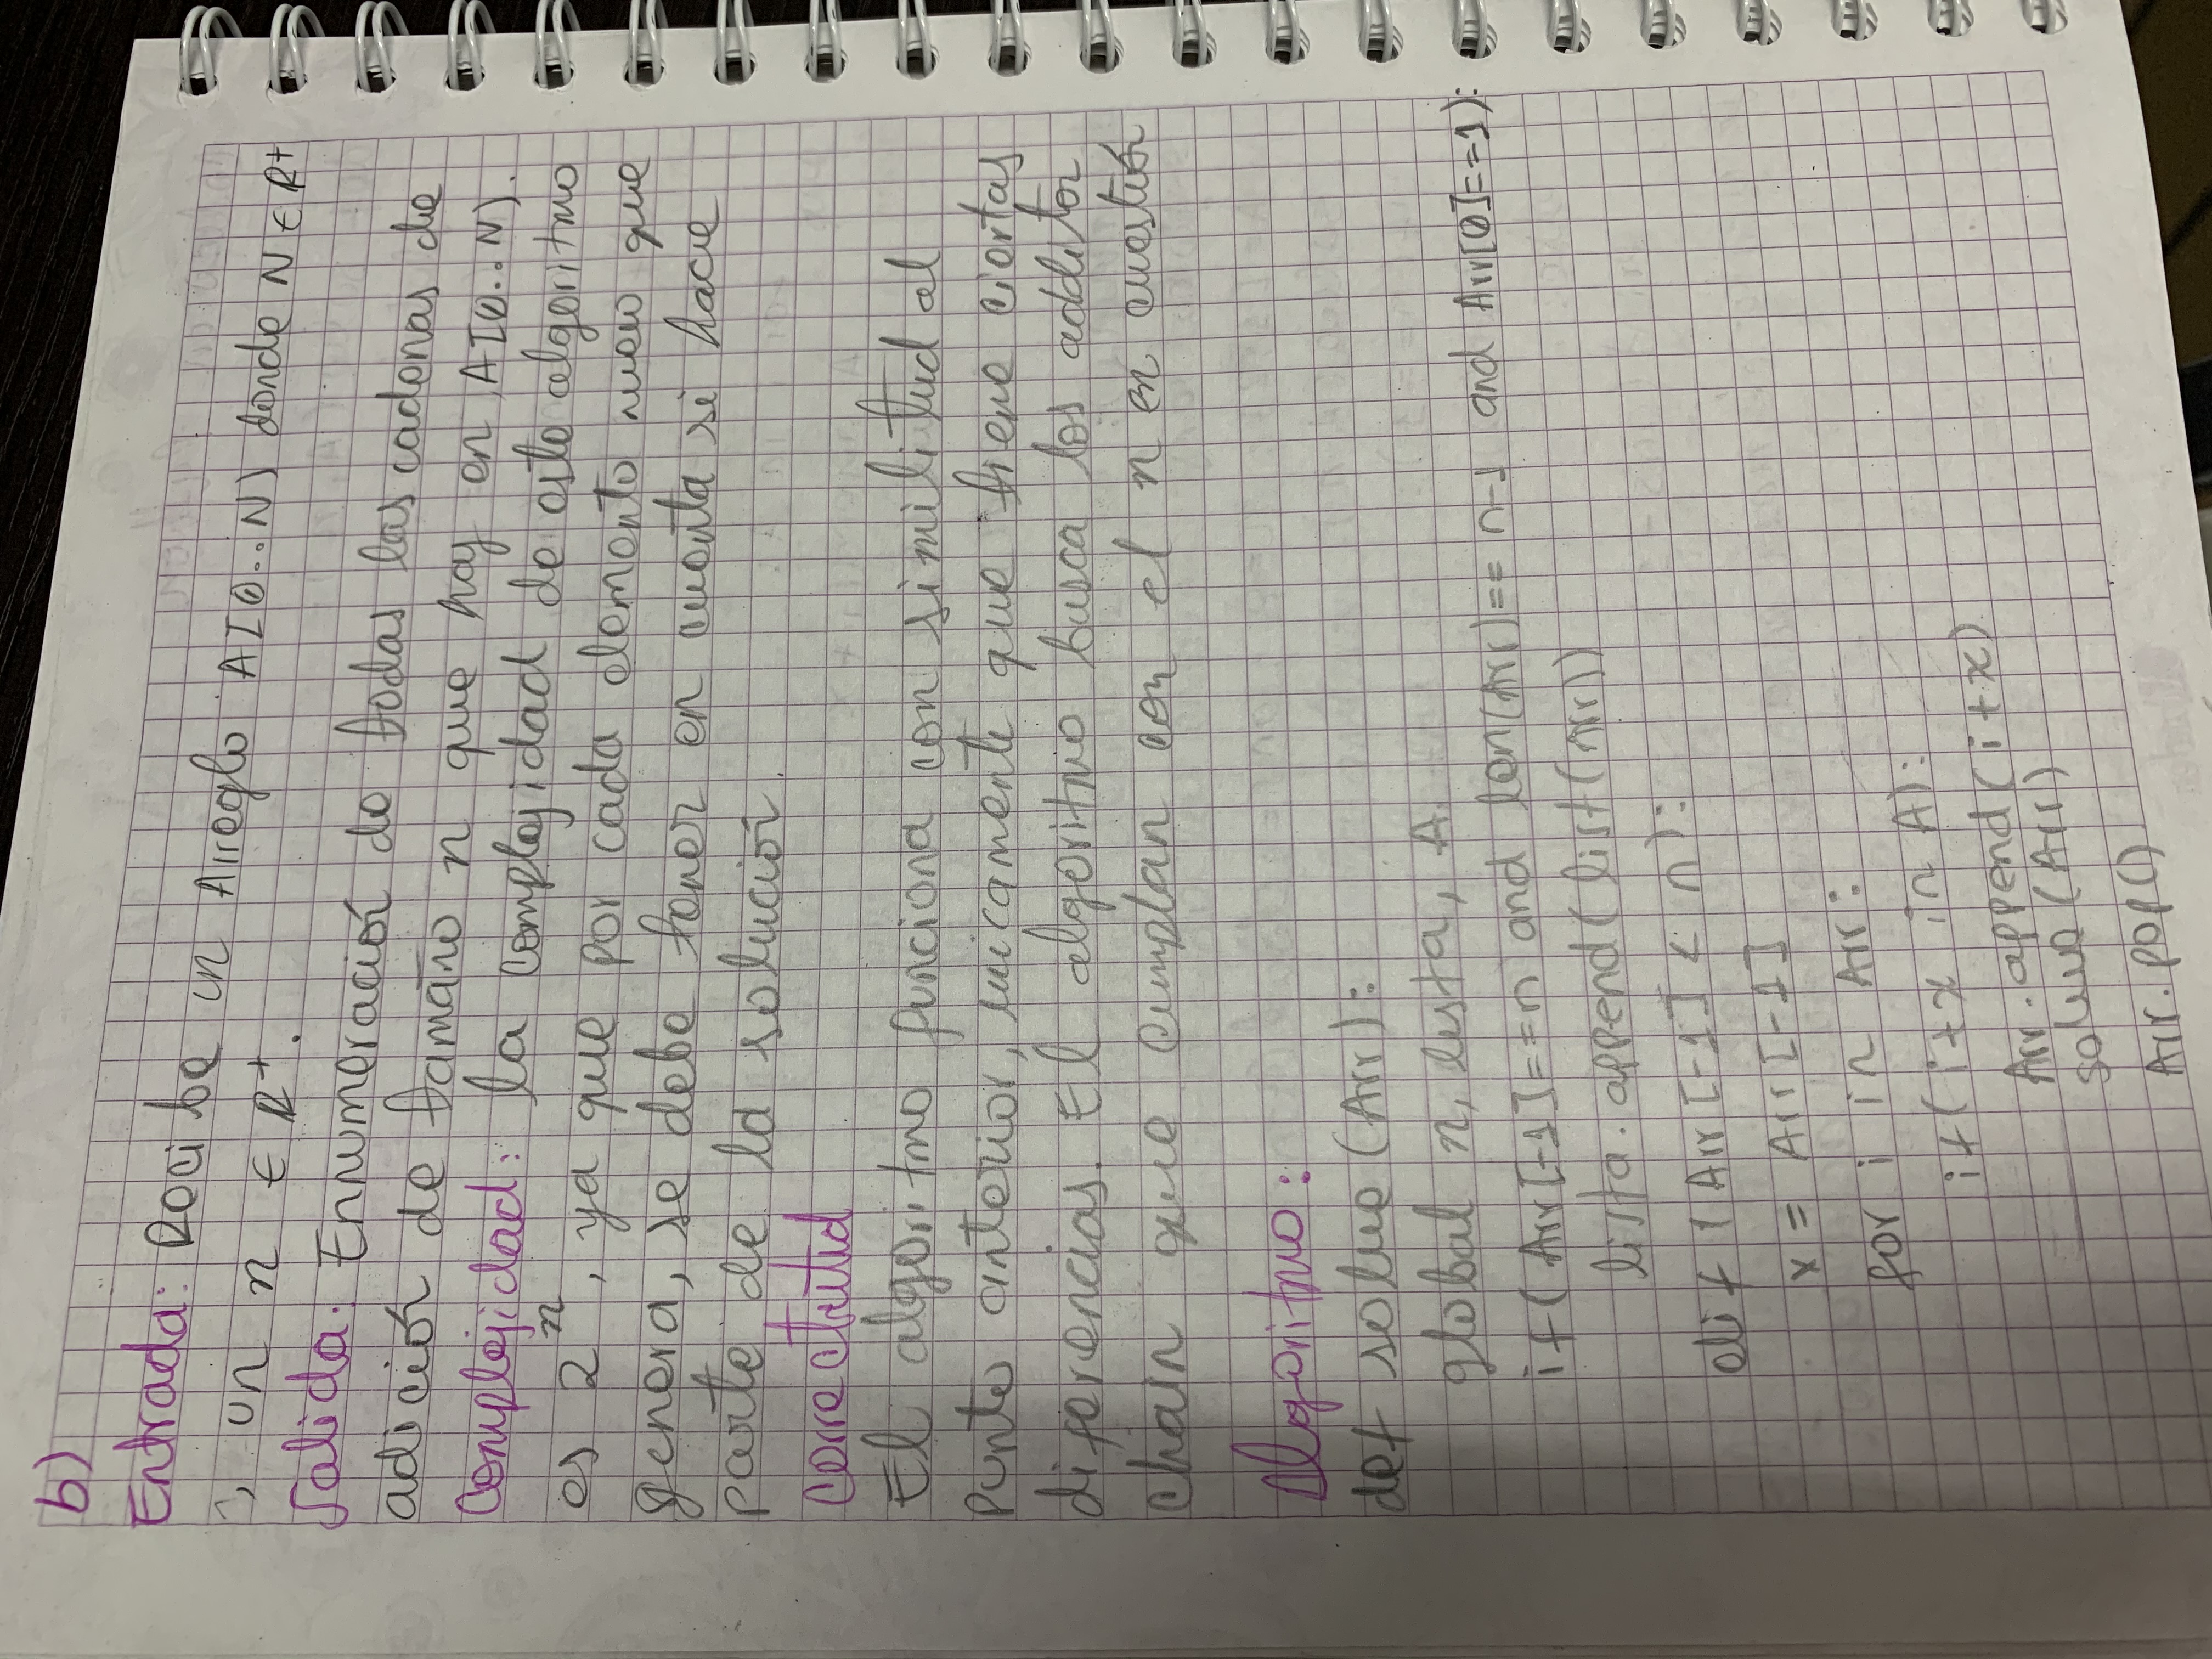 b)
Entrada: Recibe un Arreglo A[0..N) donde N ∈ R+
, un n ∈ R+.
Salida: Ennumeración de todas las cadenas de
adición de tamaño n que hay en A[0..N).
Complejidad: la complejidad de este algoritmo
es 2^n, ya que por cada elemento nuevo que
genera, se debe tener en cuenta si hace
parte de la solución.
Correctitud
El algoritmo funciona con similitud al
punto anterior, unicamente que tiene ciertas
diferencias. El algoritmo busca los additon
chain que cumplan con el n en cuestión
Algoritmo:
def solve (Arr):
global n, lista, A.
if( Arr[-1]==n and len(Arr)== n-1 and Arr[0]==1):
lista.append(list(Arr))
elif (Arr[-1] < n):
x = Arr[-1]
for i in Arr:
if(i+x in A):
Arr.append(i+x)
solve(Arr)
Arr.pop()